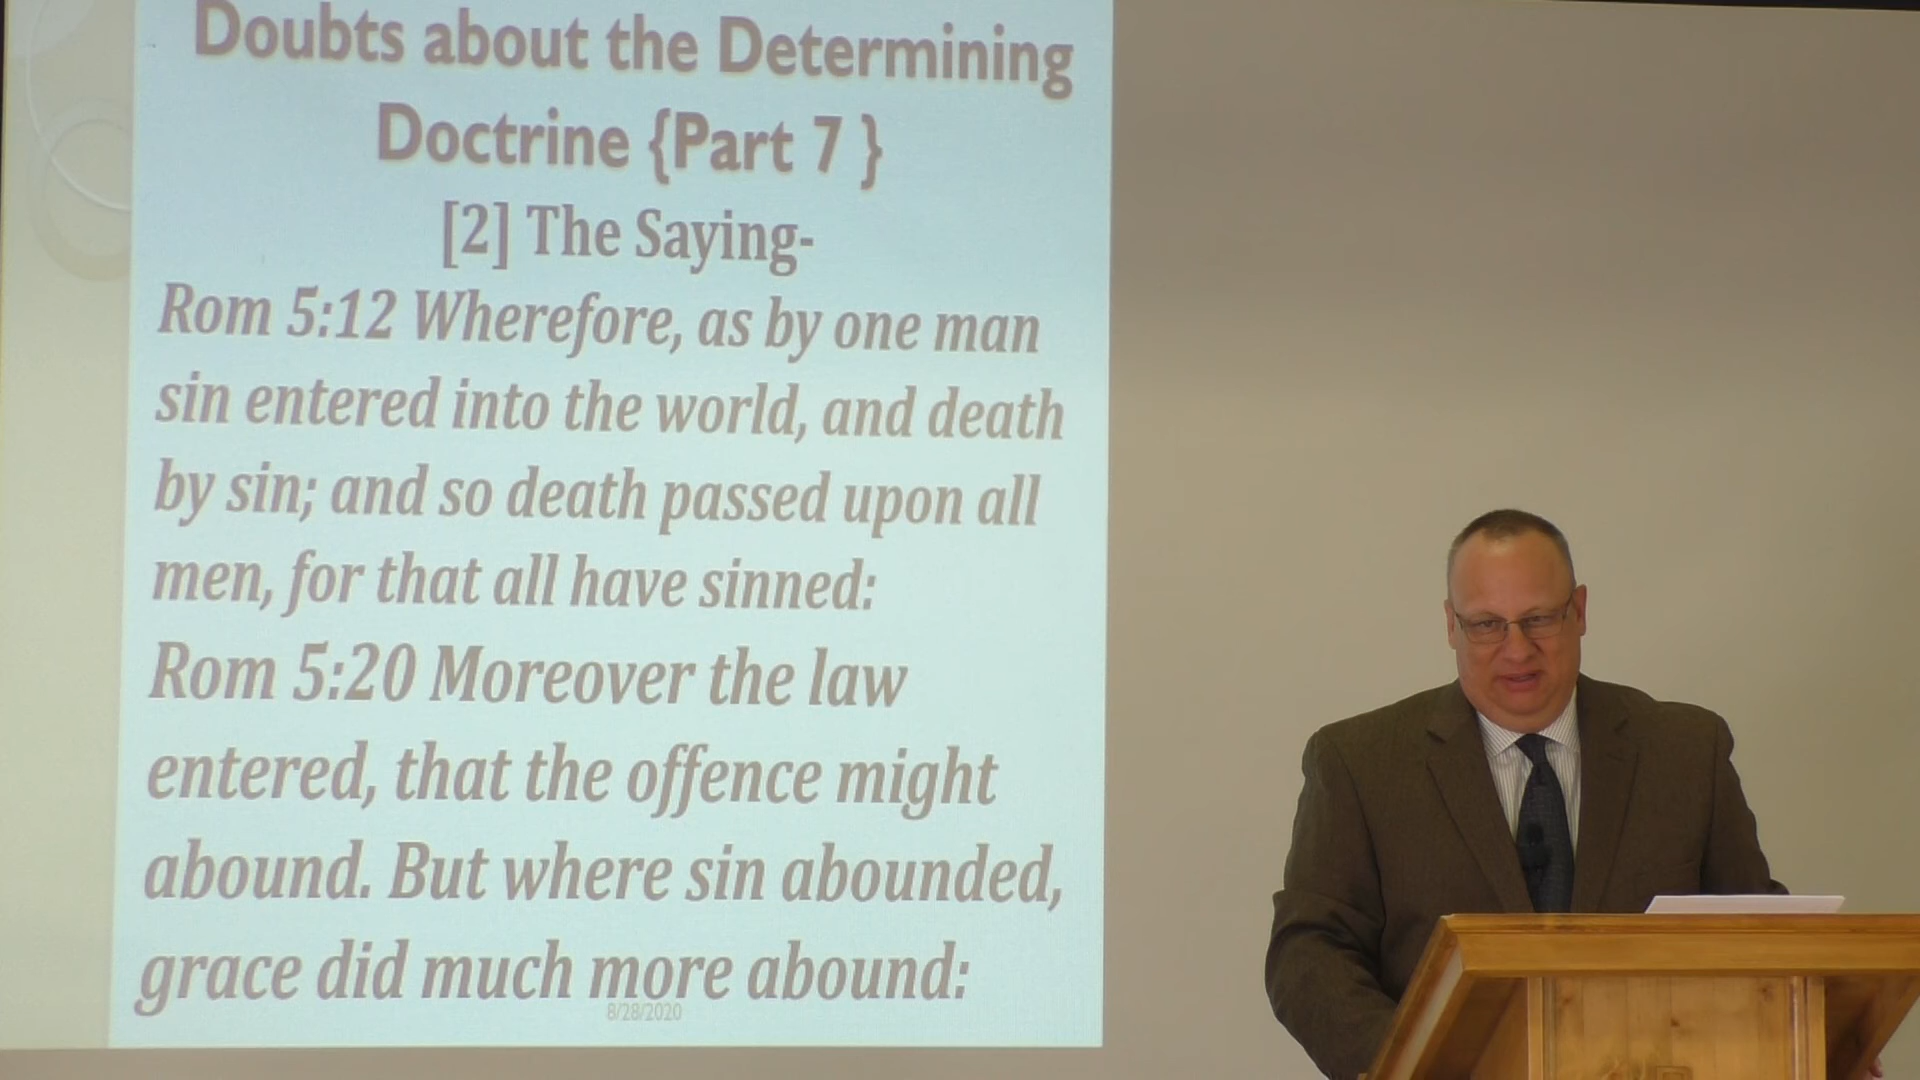 Doubts about the Determining
Doctrine {Part 7 }
[2] The Saying-
Rom 5:12 Wherefore, as by one man
sin entered into the world, and death
by sin; and so death passed upon all
men, for that all have sinned:
Rom 5:20 Moreover the law
entered, that the offence might
abound. But where sin abounded,
grace did much more abound:
8/28/2020